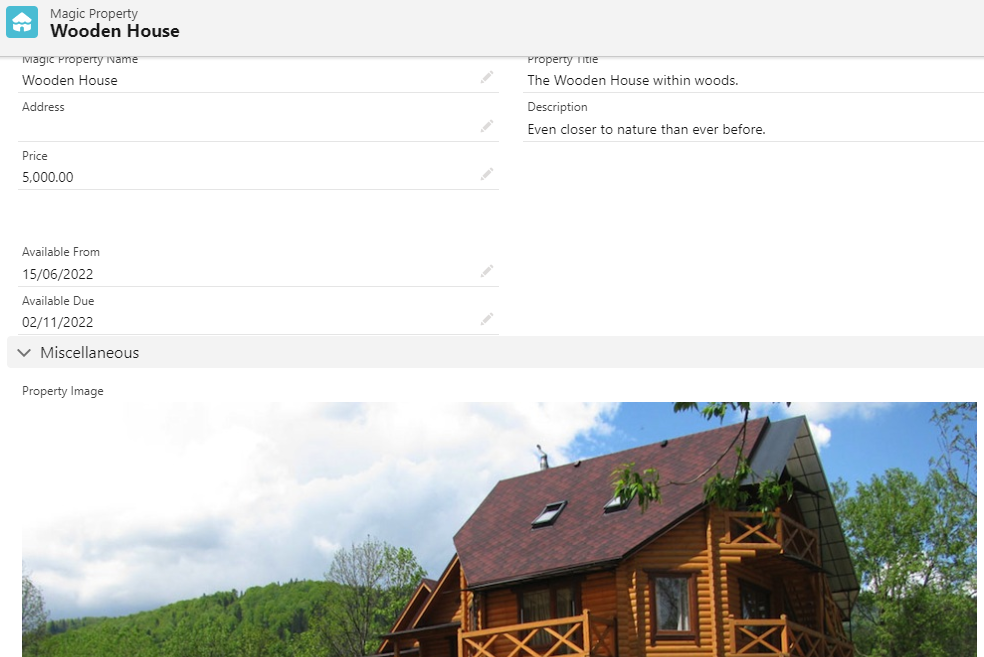 Magic Property
Wooden House
Magic Property Name
Wooden House
Property Title
The Wooden House within woods.
Address
Description
Even closer to nature than ever before.
Price
5,000.00
Available From
15/06/2022
Available Due
02/11/2022
Miscellaneous
Property Image